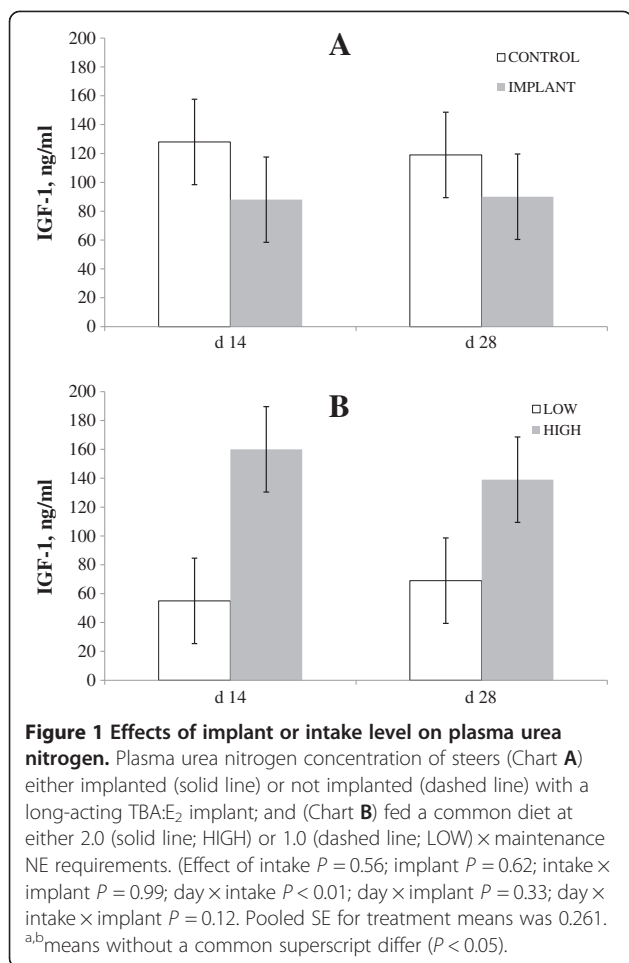 A
CONTROL
IMPLANT
IGF-1, ng/ml
200
180
160
140
120
100
80
60
40
20
0
d 14
d 28
B
LOW
HIGH
IGF-1, ng/ml
200
180
160
140
120
100
80
60
40
20
0
d 14
d 28
Figure 1 Effects of implant or intake level on plasma urea
nitrogen. Plasma urea nitrogen concentration of steers (Chart A)
either implanted (solid line) or not implanted (dashed line) with a
long-acting TBA:E₂ implant; and (Chart B) fed a common diet at
either 2.0 (solid line; HIGH) or 1.0 (dashed line; LOW) × maintenance
NE requirements. (Effect of intake P = 0.56; implant P = 0.62; intake ×
implant P = 0.99; day × intake P < 0.01; day × implant P = 0.33; day ×
intake × implant P = 0.12. Pooled SE for treatment means was 0.261.
a,bmeans without a common superscript differ (P < 0.05).